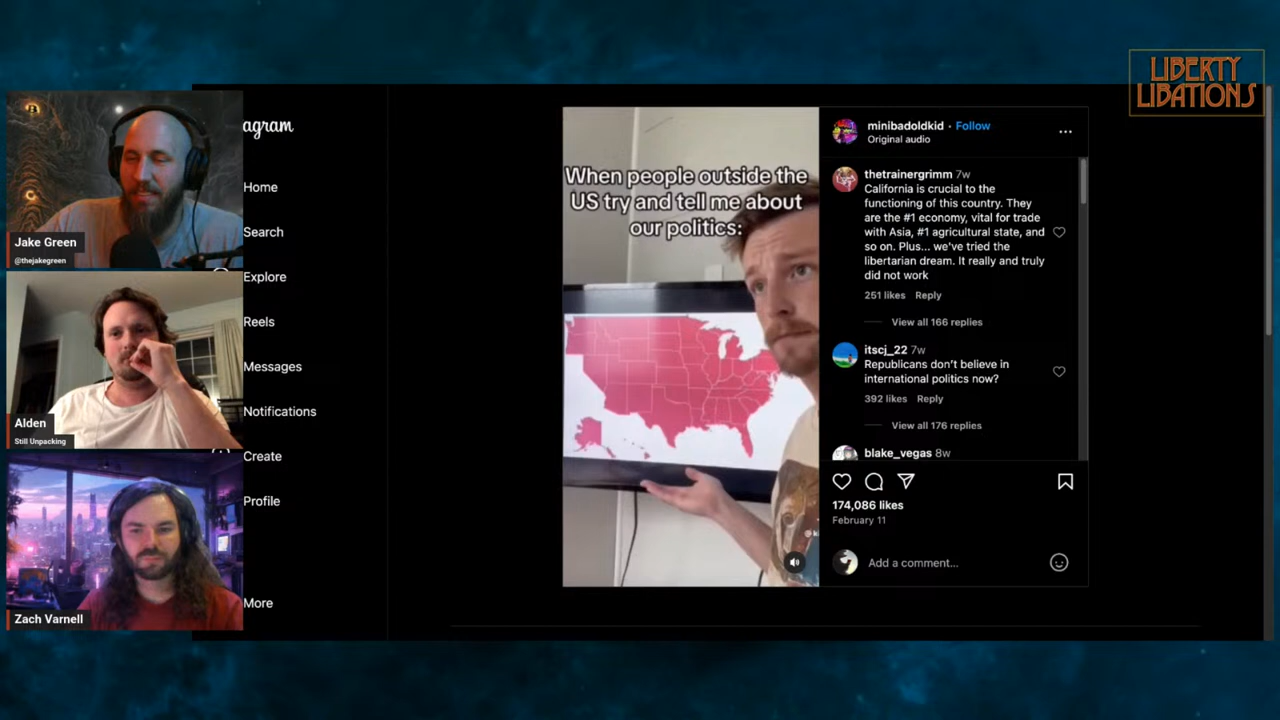 LIBERTY
LIBATIONS
agram
Home
Search
Explore
Reels
Messages
Notifications
Create
Profile
More
Jake Green
@thejakegreen
Alden
Still Unpacking
Zach Varnell
When people outside the
US try and tell me about
our politics:
minibadoldkid · Follow
Original audio
thetrainergrimm 7w
California is crucial to the
functioning of this country. They
are the #1 economy, vital for trade
with Asia, #1 agricultural state, and
so on. Plus... we've tried the
libertarian dream. It really and truly
did not work
251 likes Reply
View all 166 replies
itscj_22 7w
Republicans don't believe in
international politics now?
392 likes Reply
View all 176 replies
blake_vegas 8w
174,086 likes
February 11
Add a comment...